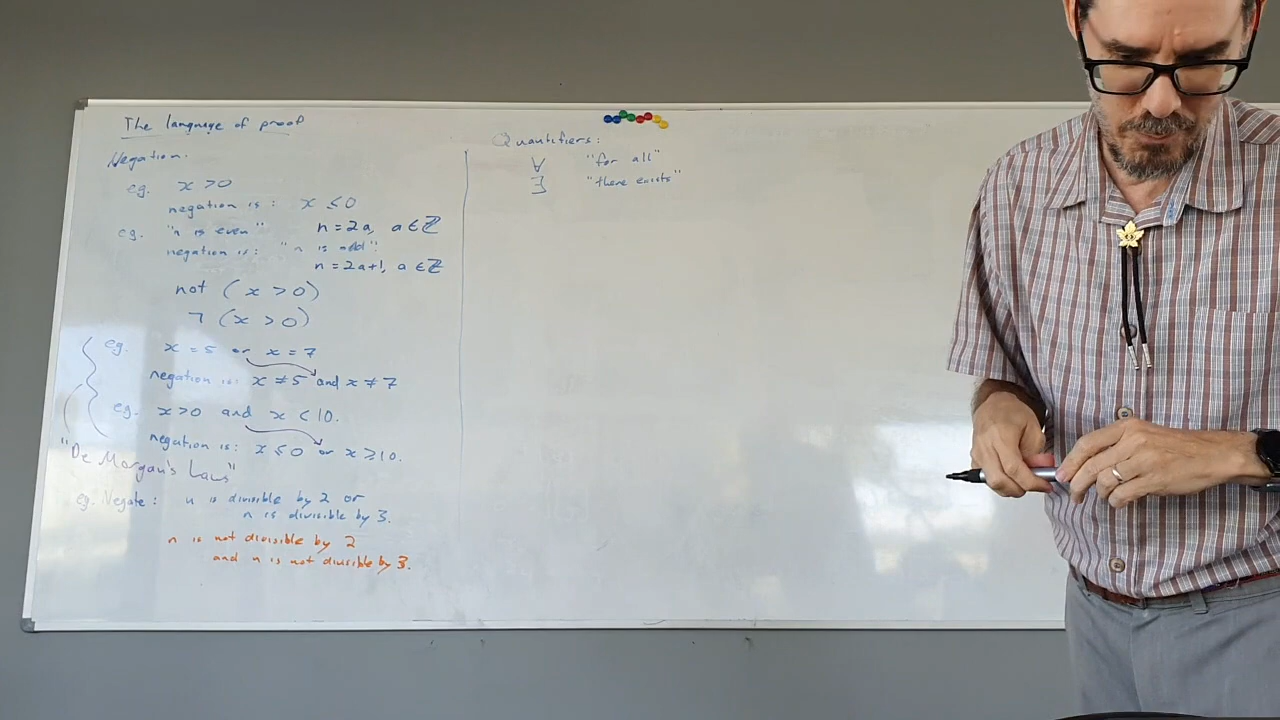 The language of proof
Negation.
eg. x > 0
negation is: x ≤ 0
eg. "n is even" n = 2a, a ∈ ℤ
negation is: "n is odd".
n = 2a+1, a ∈ ℤ
not (x > 0)
¬ (x > 0)
eg. x = 5 or x = 7
negation is: x ≠ 5 and x ≠ 7
eg. x > 0 and x < 10.
negation is: x ≤ 0 or x ≥ 10.
"De Morgan's Laws"
eg. Negate: n is divisible by 2 or
n is divisible by 3.
n is not divisible by 2
and n is not divisible by 3.
Quantifiers:
∀ "for all"
∃ "there exists"